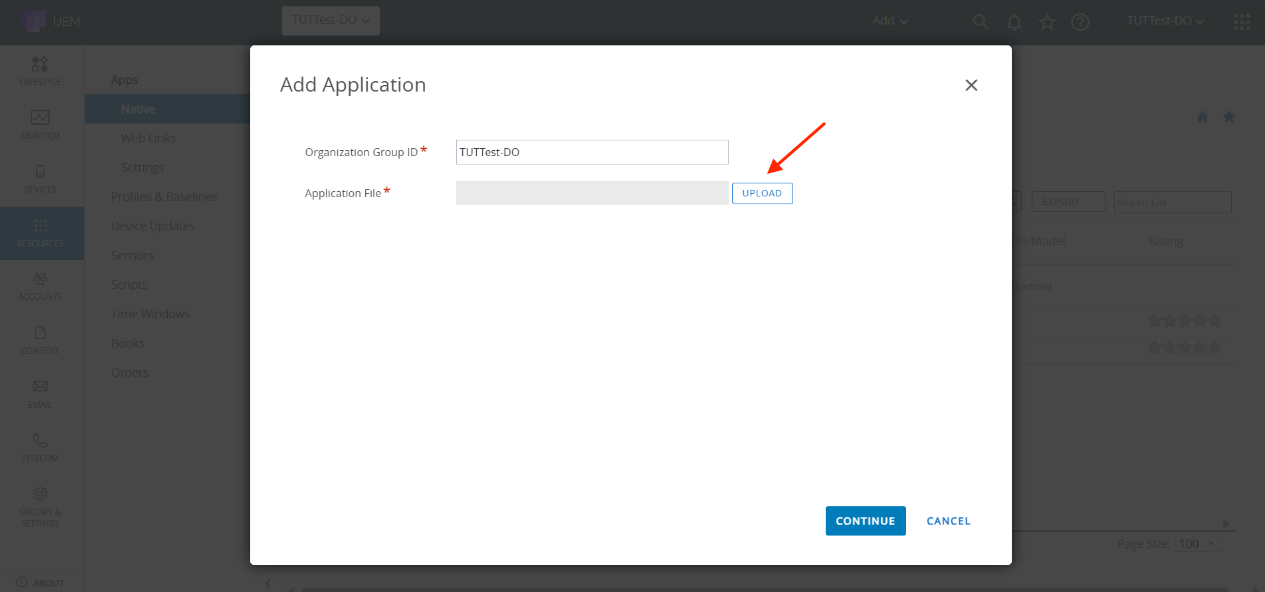 UEM
TUTTest-DO
Add
TUTTest-DO
FREESTYLE
MONITOR
DEVICES
RESOURCES
ACCOUNTS
CONTENT
EMAIL
TELECOM
GROUPS &
SETTINGS
ABOUT
Apps
Native
Web Links
Settings
Profiles & Baselines
Device Updates
Sensors
Scripts
Time Windows
Books
Orders
Add Application
Organization Group ID *
TUTTest-DO
Application File *
UPLOAD
CONTINUE
CANCEL
EXPORT
Search List
OS/Model
Rating
Android
Page Size: 100